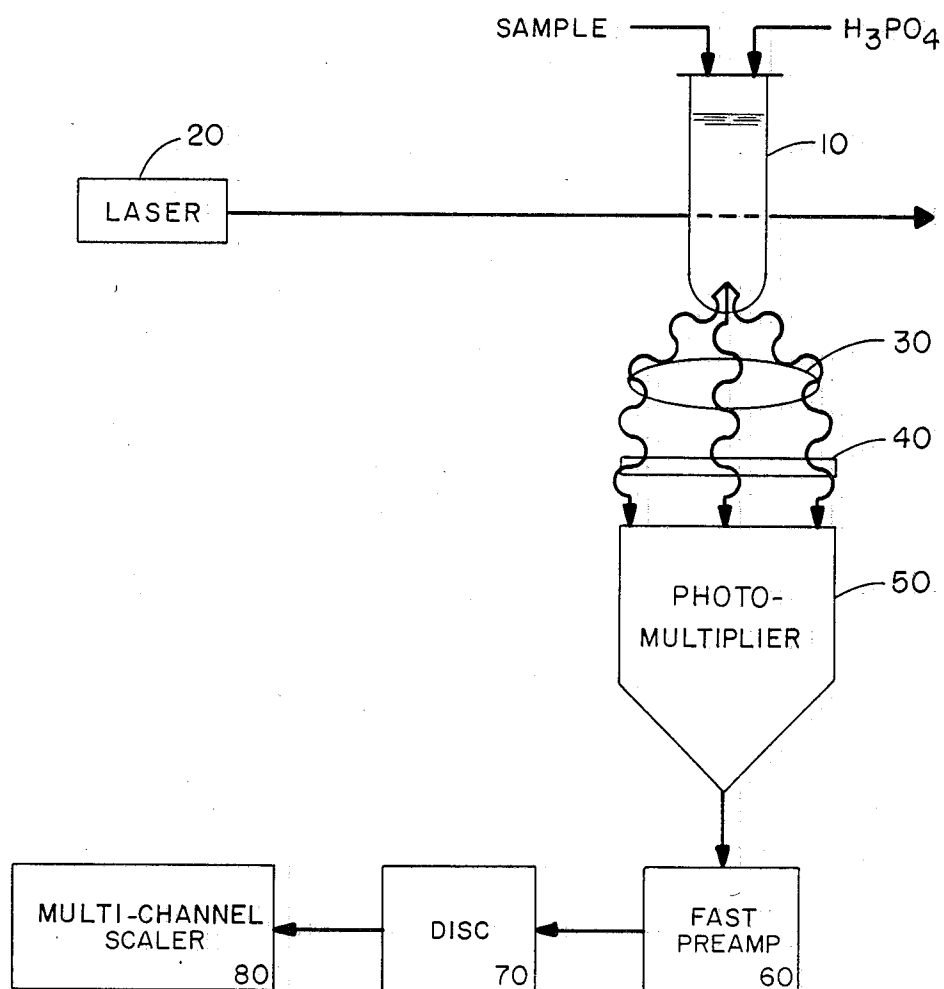 SAMPLE
H₃PO₄
10
20
LASER
30
40
50
PHOTO-
MULTIPLIER
MULTI-CHANNEL
SCALER
80
DISC
70
FAST
PREAMP
60